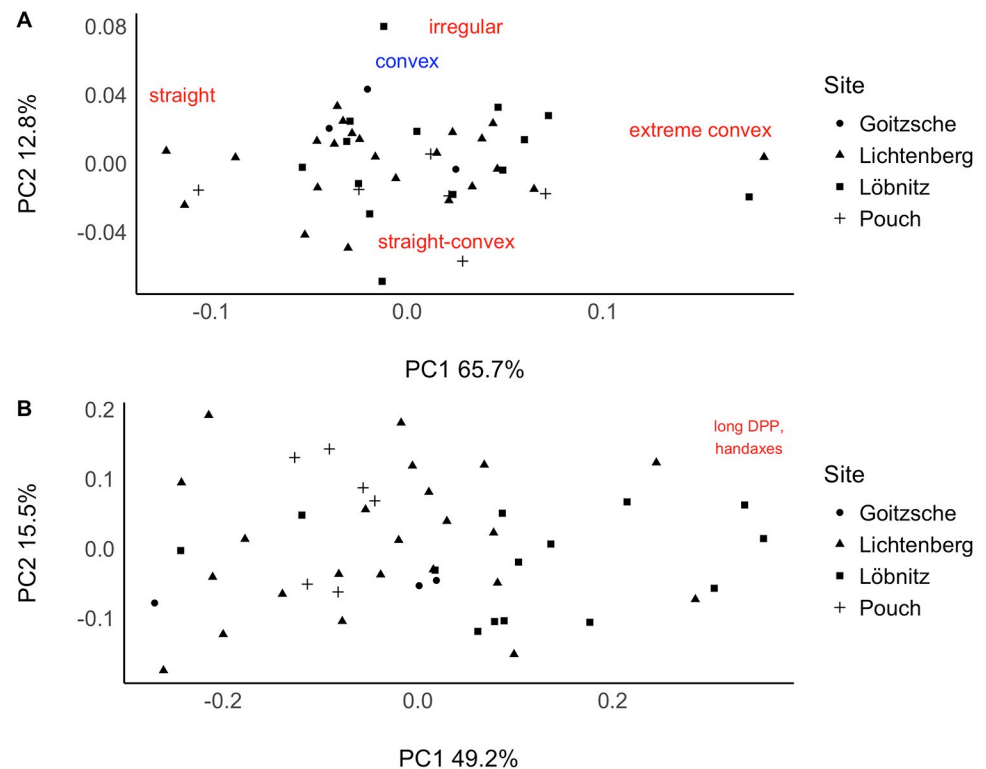 A
0.08
irregular
convex
Site
0.04
straight
Goitzsche
PC2 12.8%
extreme convex
Lichtenberg
0.00
Löbnitz
Pouch
-0.04
straight-convex
-0.1
0.0
0.1
PC1 65.7%
B
0.2
long DPP,
handaxes
Site
0.1
Goitzsche
PC2 15.5%
0.0
Lichtenberg
Löbnitz
Pouch
-0.1
-0.2
0.0
0.2
PC1 49.2%